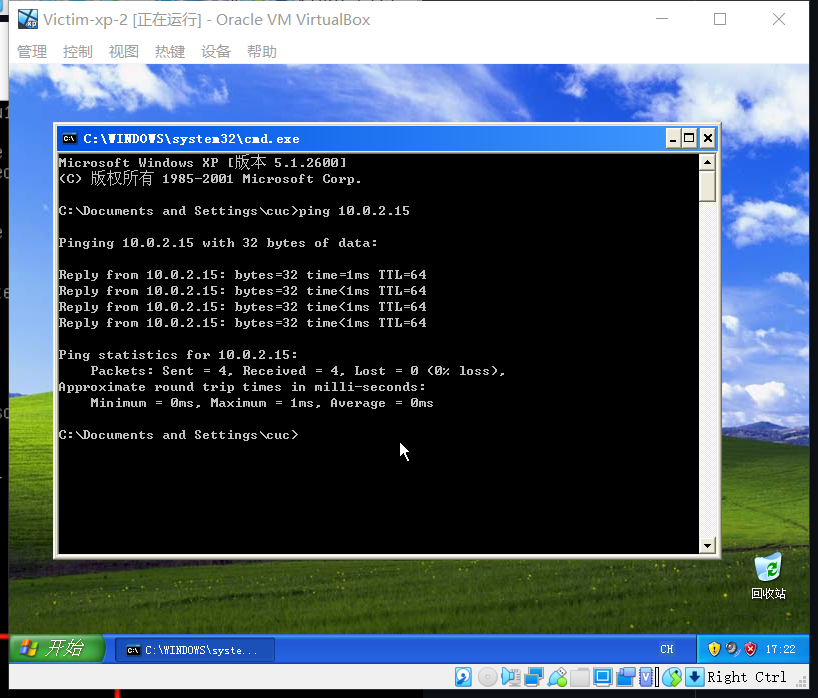 Victim-xp-2 [正在运行] - Oracle VM VirtualBox
管理 控制 视图 热键 设备 帮助
C:\WINDOWS\system32\cmd.exe
Microsoft Windows XP [版本 5.1.2600]
(C) 版权所有 1985-2001 Microsoft Corp.
C:\Documents and Settings\cuc>ping 10.0.2.15
Pinging 10.0.2.15 with 32 bytes of data:
Reply from 10.0.2.15: bytes=32 time=1ms TTL=64
Reply from 10.0.2.15: bytes=32 time<1ms TTL=64
Reply from 10.0.2.15: bytes=32 time<1ms TTL=64
Reply from 10.0.2.15: bytes=32 time<1ms TTL=64
Ping statistics for 10.0.2.15:
Packets: Sent = 4, Received = 4, Lost = 0 (0% loss),
Approximate round trip times in milli-seconds:
Minimum = 0ms, Maximum = 1ms, Average = 0ms
C:\Documents and Settings\cuc>
回收站
开始 C:\WINDOWS\syste... CH 17:22
Right Ctrl